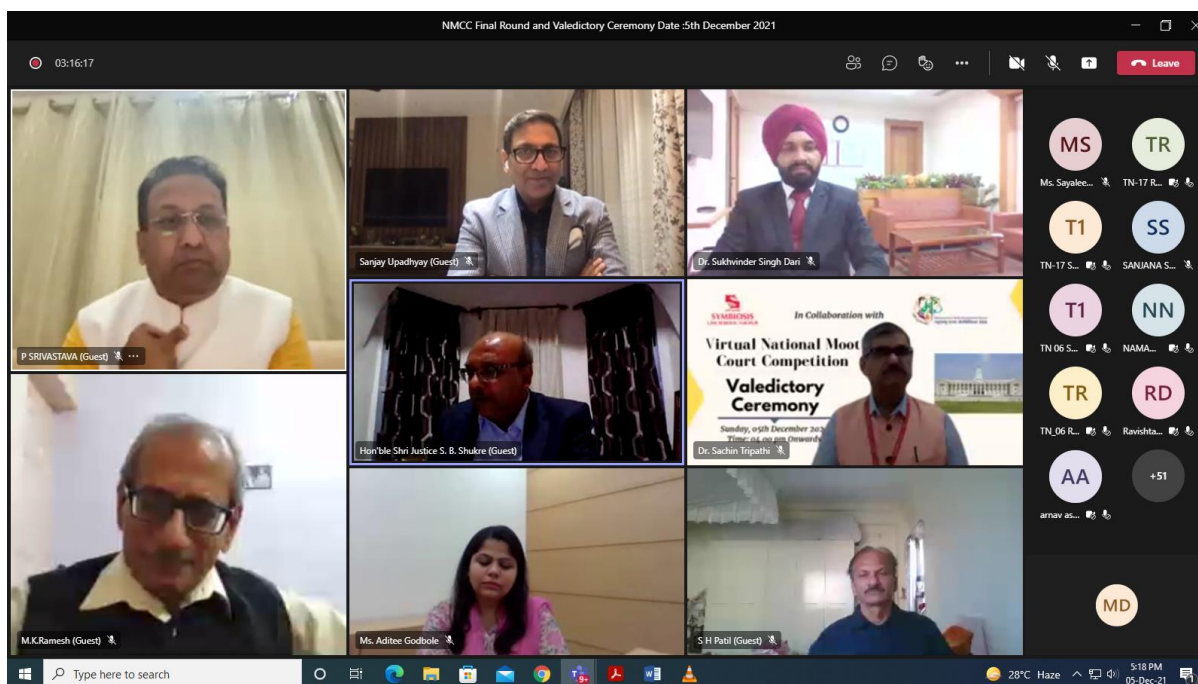 NMCC Final Round and Valedictory Ceremony Date :5th December 2021
03:16:17
Leave
P SRIVASTAVA (Guest)
Sanjay Upadhyay (Guest)
Dr. Sukhvinder Singh Dari
MS
TR
Ms. Sayalee...
TN-17 R...
T1
SS
TN-17 S...
SANJANA S...
SYMBIOSIS
In Collaboration with
Virtual National Moot
Court Competition
Valedictory
Ceremony
Sunday, 05th December 202
Time: 04.00 pm Onwards
Hon'ble Shri Justice S. B. Shukre (Guest)
Dr. Sachin Tripathi
T1
NN
TN 06 S...
NAMA...
TR
RD
TN_06 R...
Ravishta...
AA
+51
arnav as...
M.K.Ramesh (Guest)
Ms. Aditee Godbole
S H Patil (Guest)
MD
Type here to search
9+
28°C Haze
5:18 PM
05-Dec-21
1